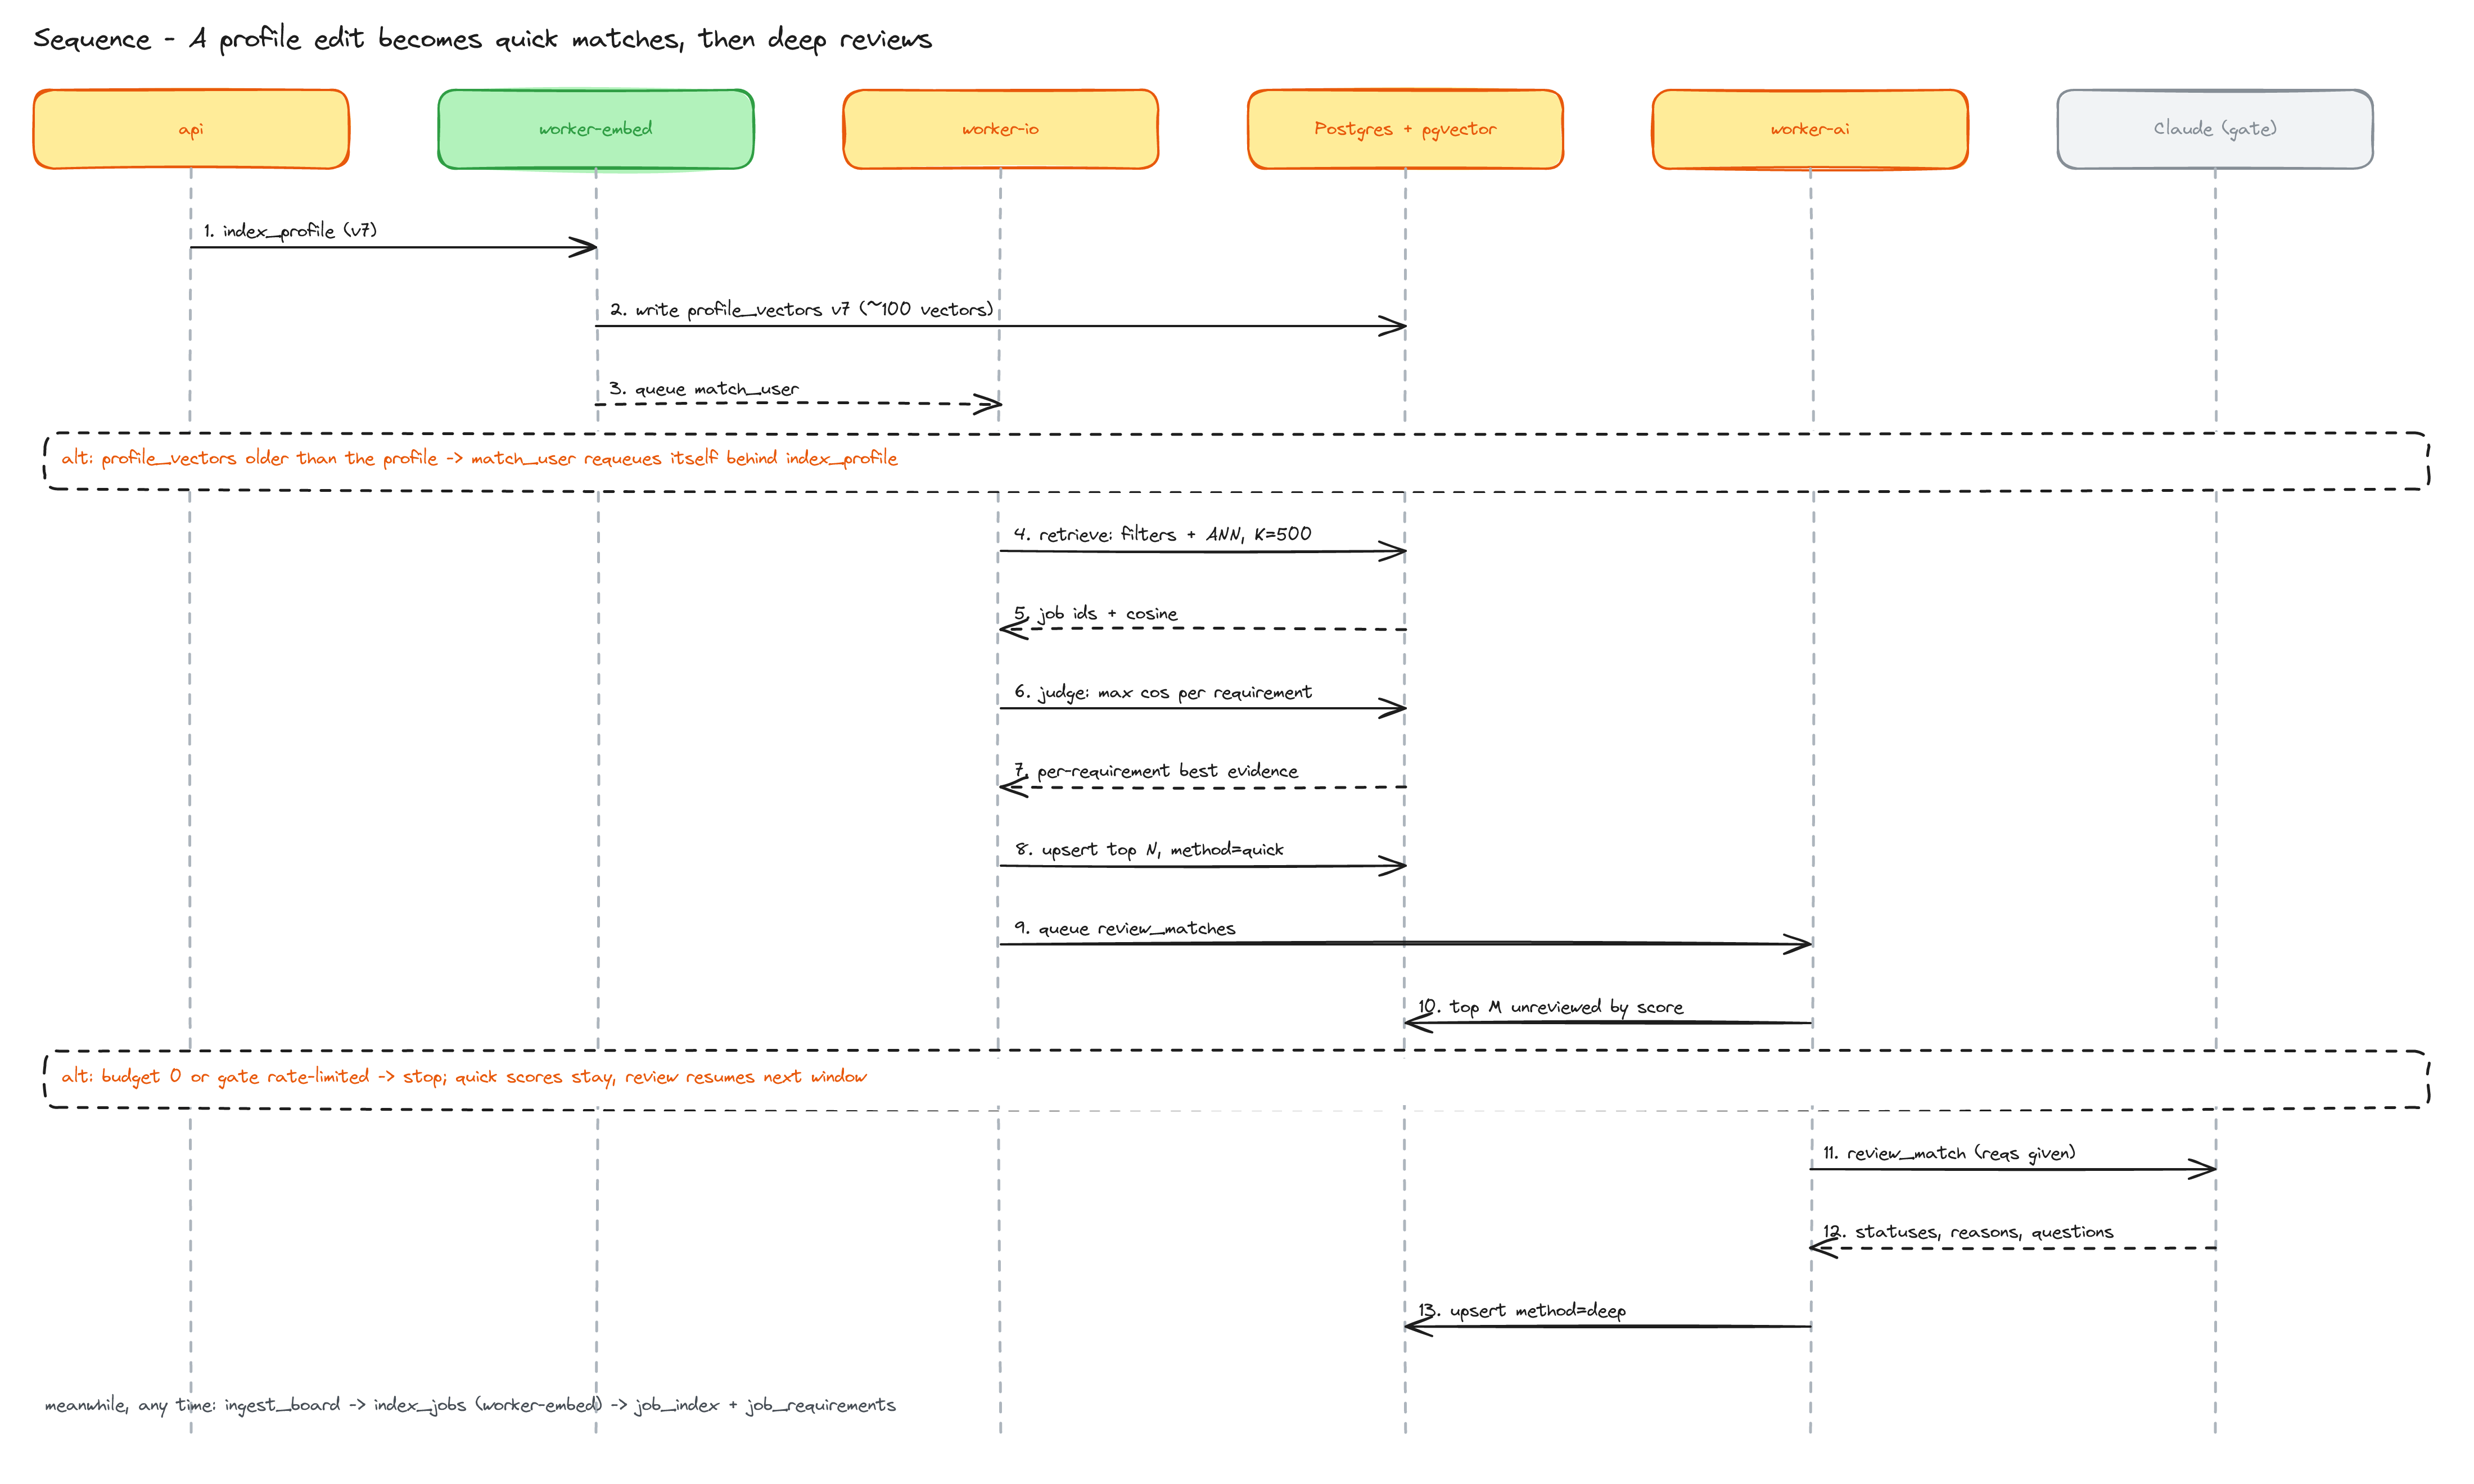 Sequence - A profile edit becomes quick matches, then deep reviews
api
worker-embed
worker-io
Postgres + pgvector
worker-ai
Claude (gate)
1. index_profile (v7)
2. write profile_vectors v7 (~100 vectors)
3. queue match_user
alt: profile_vectors older than the profile -> match_user requeues itself behind index_profile
4. retrieve: filters + ANN, K=500
5. job ids + cosine
6. judge: max cos per requirement
7. per-requirement best evidence
8. upsert top N, method=quick
9. queue review_matches
10. top M unreviewed by score
alt: budget 0 or gate rate-limited -> stop; quick scores stay, review resumes next window
11. review_match (reqs given)
12. statuses, reasons, questions
13. upsert method=deep
meanwhile, any time: ingest_board -> index_jobs (worker-embed) -> job_index + job_requirements